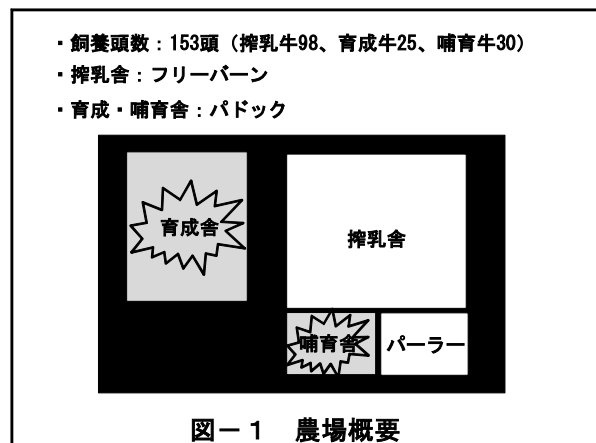 ・飼養頭数：153頭（搾乳牛98、育成牛25、哺育牛30）
・搾乳舎：フリーバーン
・育成・哺育舎：パドック
育成舎
搾乳舎
哺育舎
パーラー
図－１　農場概要